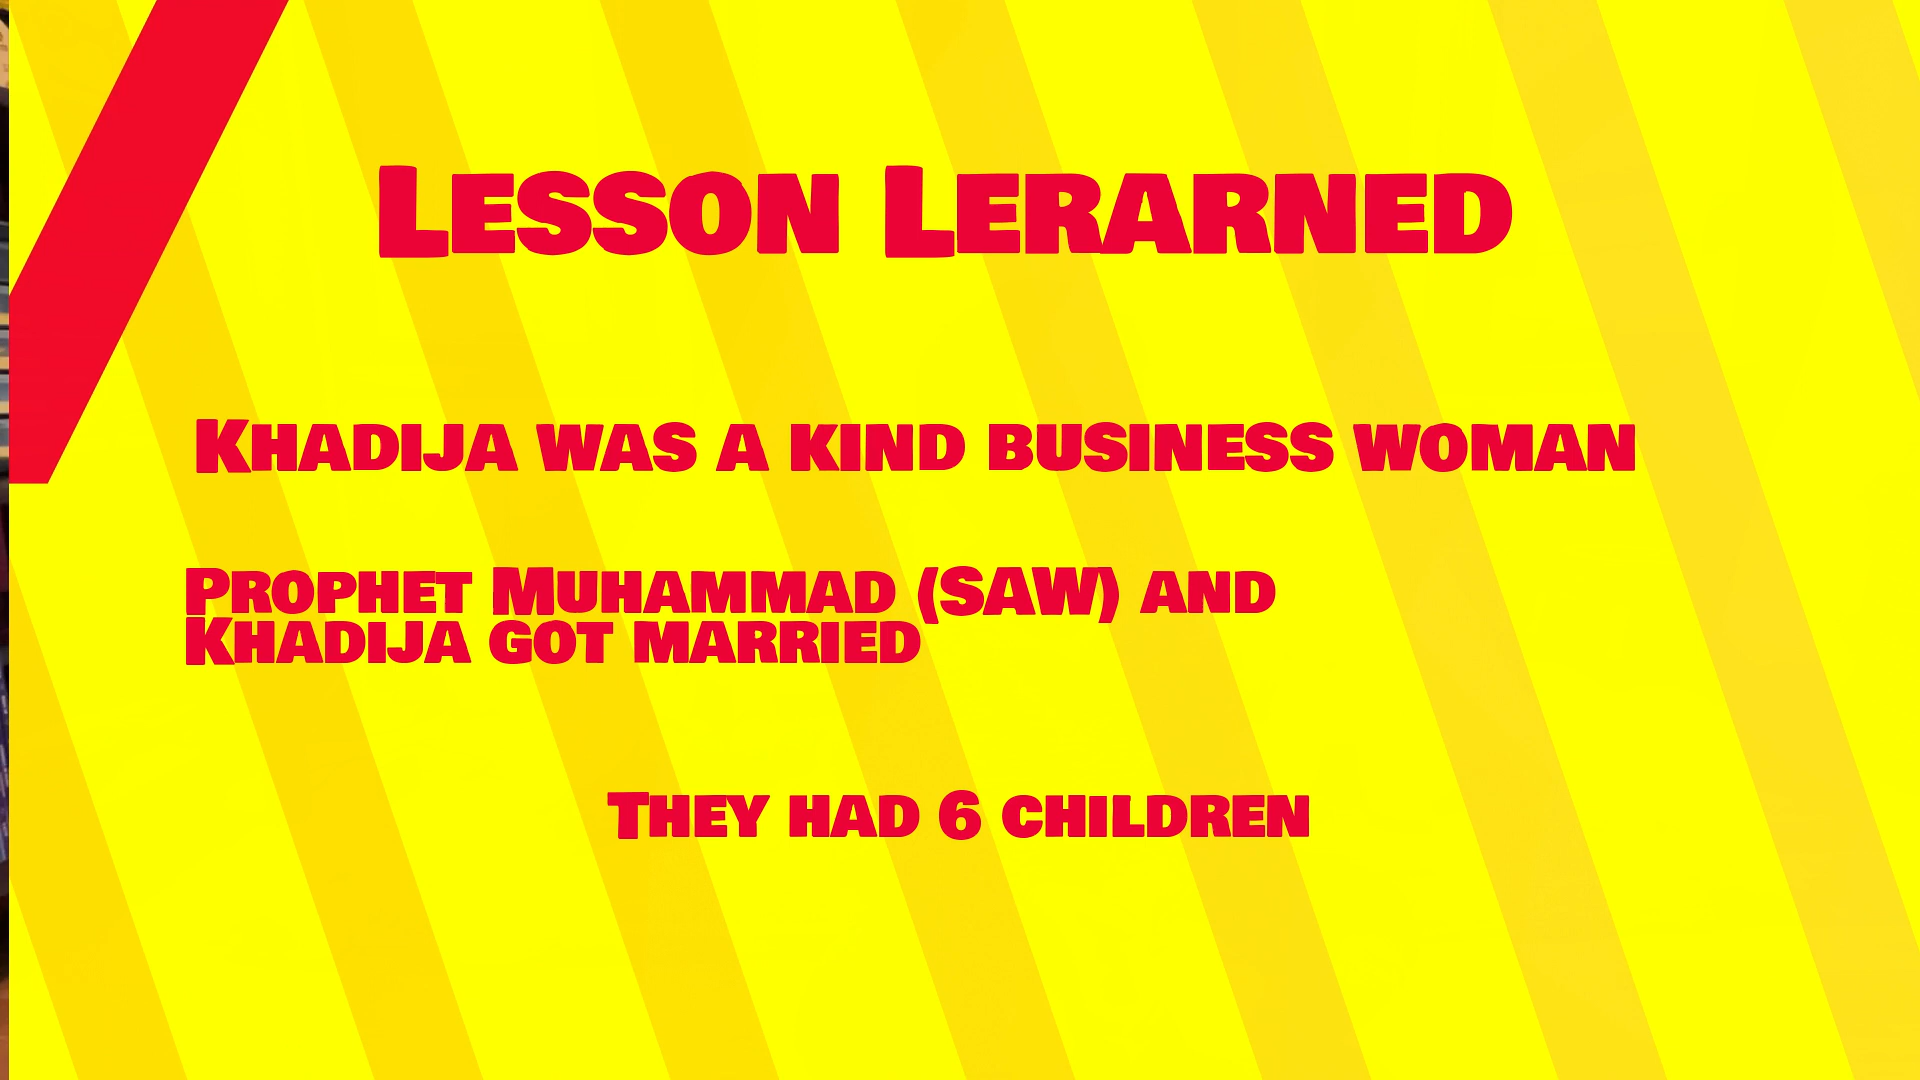 Lesson Lerarned
Khadija was a kind business woman
Prophet Muhammad (SAW) and
Khadija got married
They had 6 children